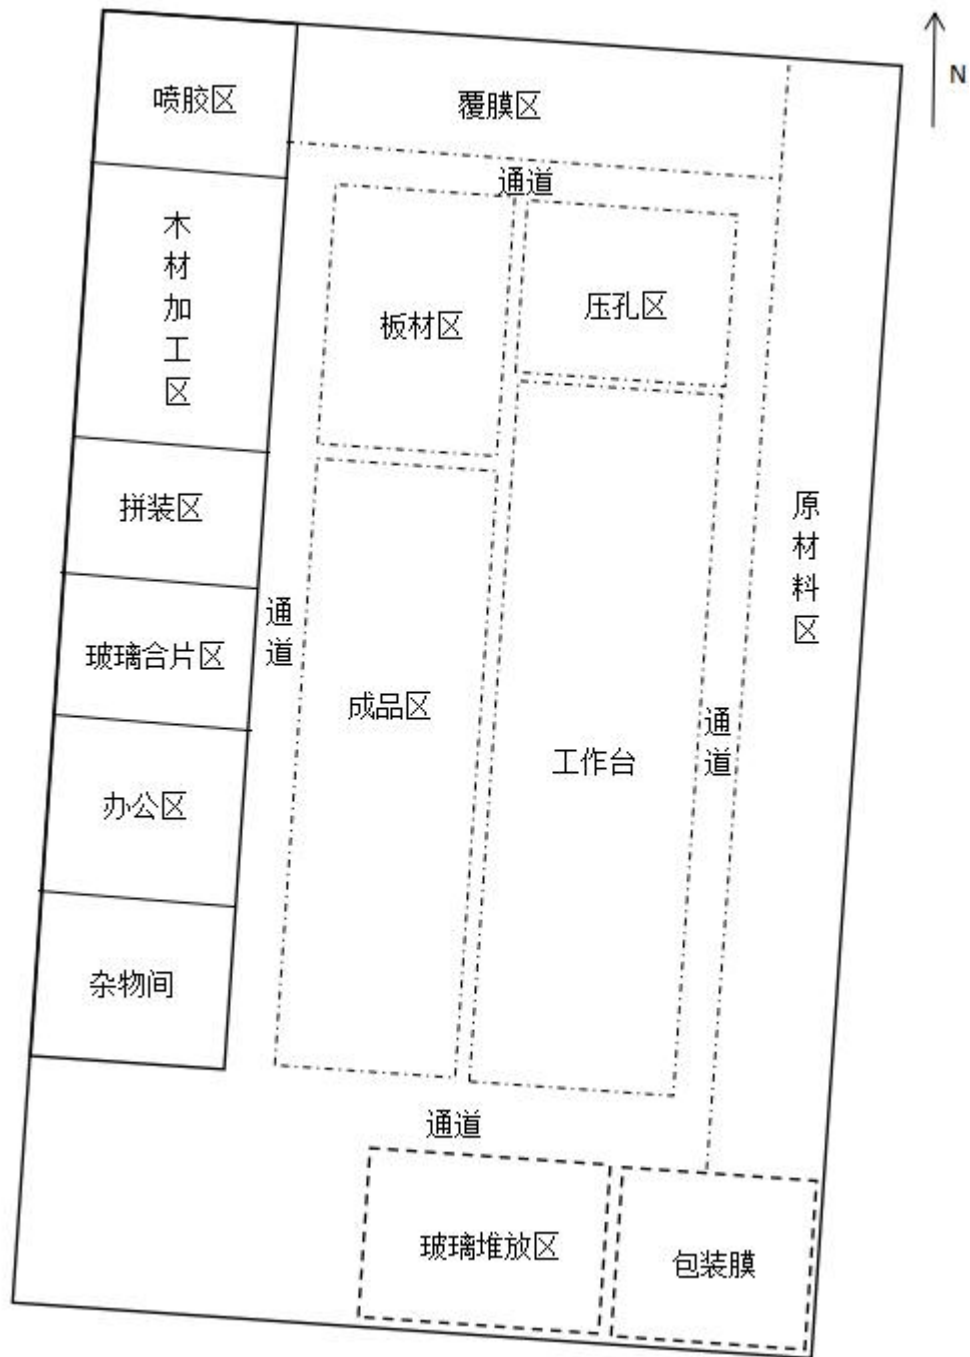 N
喷胶区
覆膜区
通道
木材加工区
板材区
压孔区
拼装区
原材料区
通道
玻璃合片区
成品区
通道
工作台
办公区
杂物间
通道
玻璃堆放区
包装膜